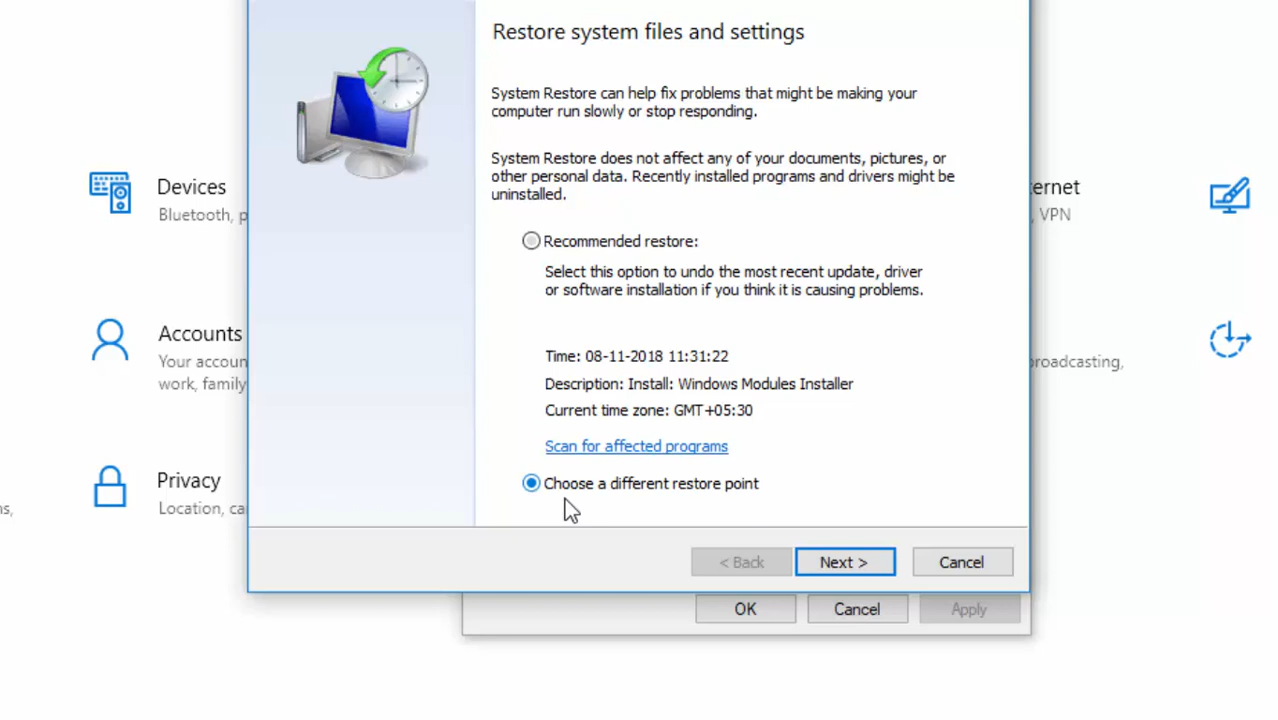 Restore system files and settings
System Restore can help fix problems that might be making your
computer run slowly or stop responding.
System Restore does not affect any of your documents, pictures, or
other personal data. Recently installed programs and drivers might be
uninstalled.
Recommended restore:
Select this option to undo the most recent update, driver
or software installation if you think it is causing problems.
Time: 08-11-2018 11:31:22
Description: Install: Windows Modules Installer
Current time zone: GMT+05:30
Scan for affected programs
Choose a different restore point
< Back
Next >
Cancel
OK
Cancel
Apply
Devices
Bluetooth, p
Accounts
Your accoun
work, family
Privacy
Location, ca
ns,
ernet
, VPN
roadcasting,